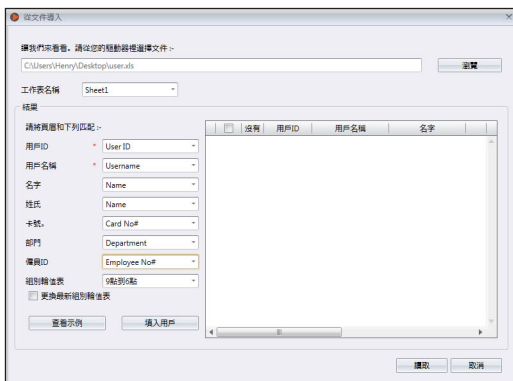 從文件導入
讓我們來看看。請從您的驅動器裡選擇文件 :-
C:\Users\Henry\Desktop\user.xls
瀏覽
工作表名稱 Sheet1
結果
請將頁眉和下列匹配 :-
用戶ID * User ID
用戶名稱 * Username
名字 Name
姓氏 Name
卡號。 Card No#
部門 Department
僱員ID Employee No#
組別輪值表 9點到6點
更換最新組別輪值表
查看示例 填入用戶
沒有 用戶ID 用戶名稱 名字
讀取 取消